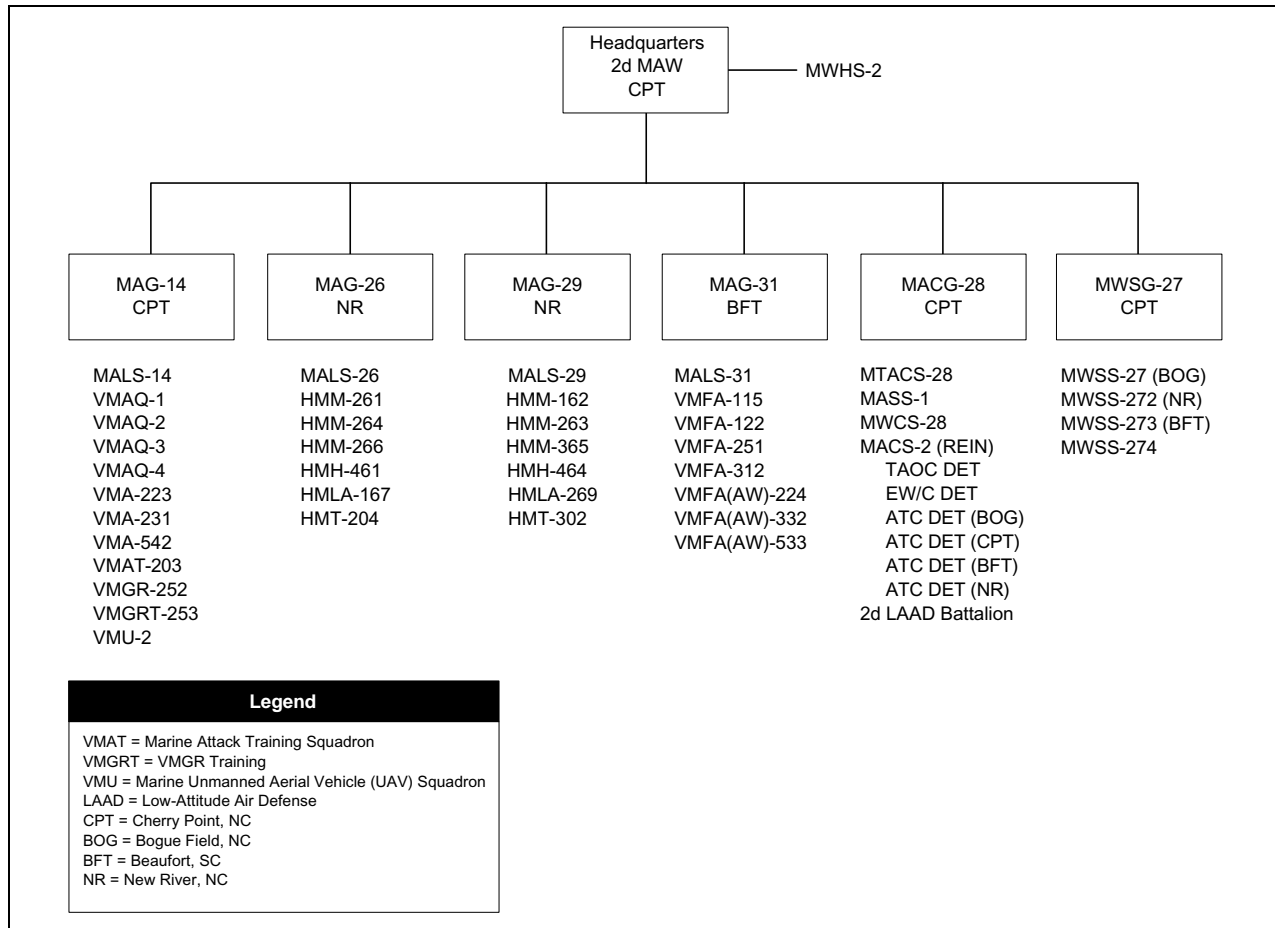 Headquarters
2d MAW
CPT
MWHS-2
MAG-14
CPT
MALS-14
VMAQ-1
VMAQ-2
VMAQ-3
VMAQ-4
VMA-223
VMA-231
VMA-542
VMAT-203
VMGR-252
VMGRT-253
VMU-2
MAG-26
NR
MALS-26
HMM-261
HMM-264
HMM-266
HMH-461
HMLA-167
HMT-204
MAG-29
NR
MALS-29
HMM-162
HMM-263
HMM-365
HMH-464
HMLA-269
HMT-302
MAG-31
BFT
MALS-31
VMFA-115
VMFA-122
VMFA-251
VMFA-312
VMFA(AW)-224
VMFA(AW)-332
VMFA(AW)-533
MACG-28
CPT
MTACS-28
MASS-1
MWCS-28
MACS-2 (REIN)
TAOC DET
EW/C DET
ATC DET (BOG)
ATC DET (CPT)
ATC DET (BFT)
ATC DET (NR)
2d LAAD Battalion
MWSG-27
CPT
MWSS-27 (BOG)
MWSS-272 (NR)
MWSS-273 (BFT)
MWSS-274
Legend
VMAT = Marine Attack Training Squadron
VMGRT = VMGR Training
VMU = Marine Unmanned Aerial Vehicle (UAV) Squadron
LAAD = Low-Attitude Air Defense
CPT = Cherry Point, NC
BOG = Bogue Field, NC
BFT = Beaufort, SC
NR = New River, NC